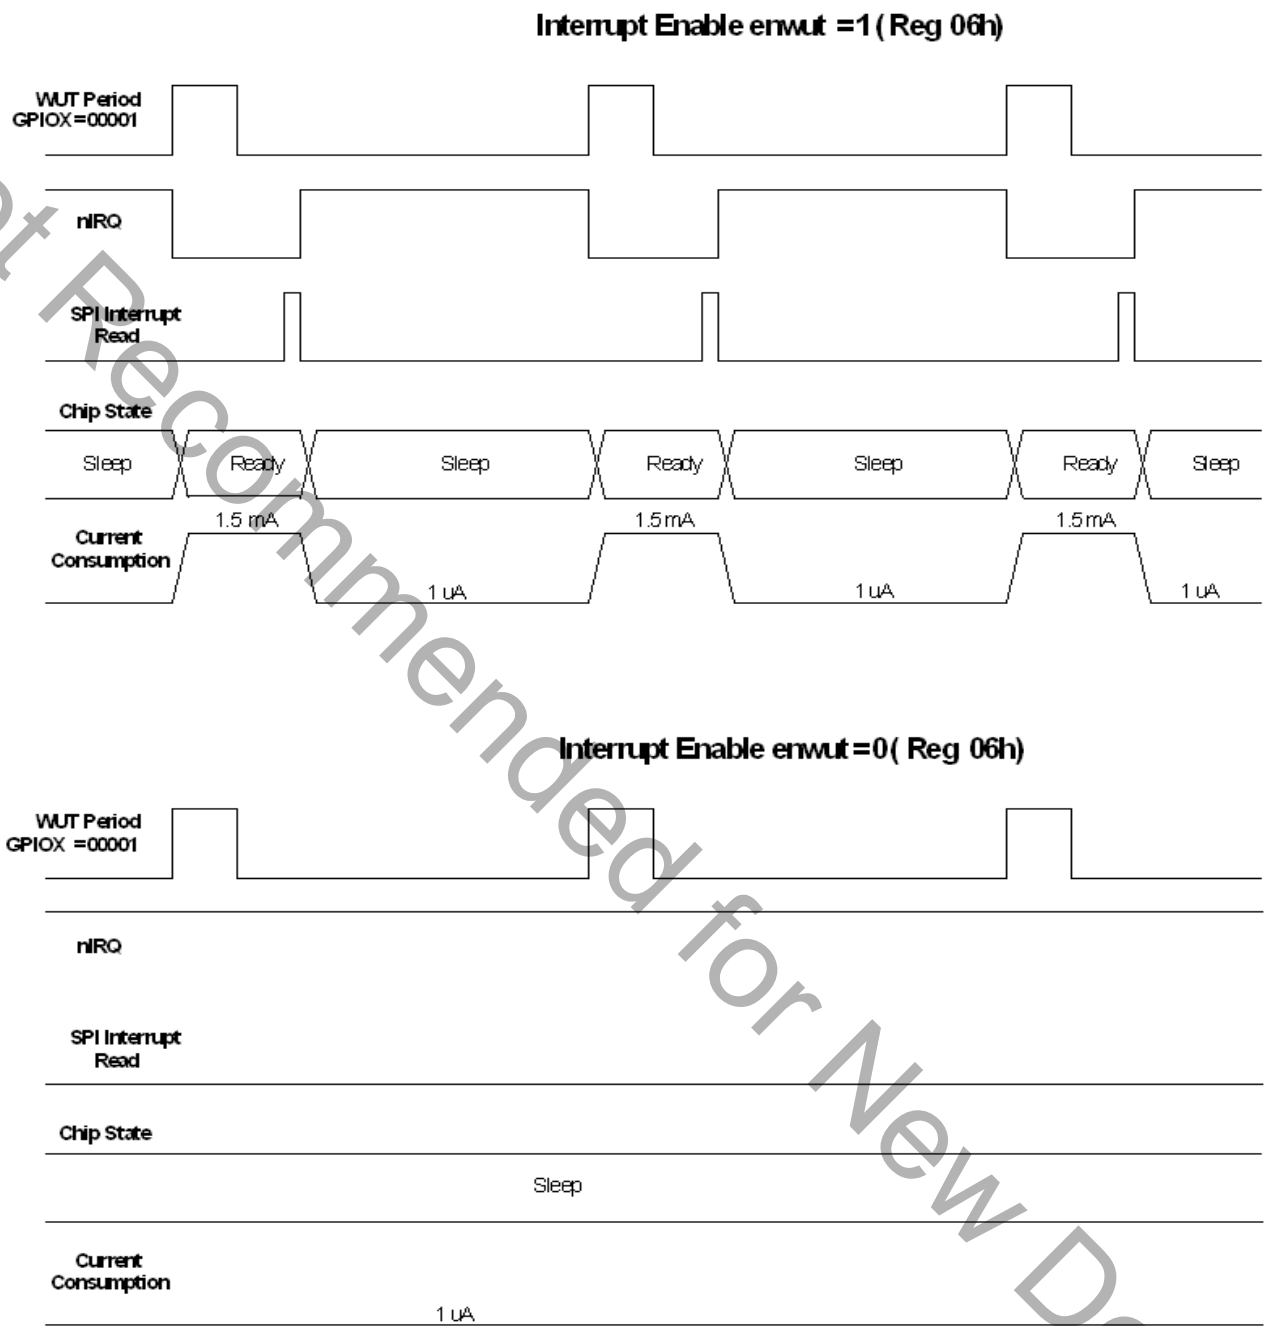 Interrupt Enable enwut =1 ( Reg 06h)
WUT Period
GPIOX =00001
nIRQ
SPI Interrupt
Read
Chip State
Sleep Ready Sleep Ready Sleep Ready Sleep
1.5 mA 1.5 mA 1.5 mA
Current
Consumption
1 uA 1 uA 1 uA
Interrupt Enable enwut =0 ( Reg 06h)
WUT Period
GPIOX =00001
nIRQ
SPI Interrupt
Read
Chip State
Sleep
Current
Consumption
1 uA
Recommended for New